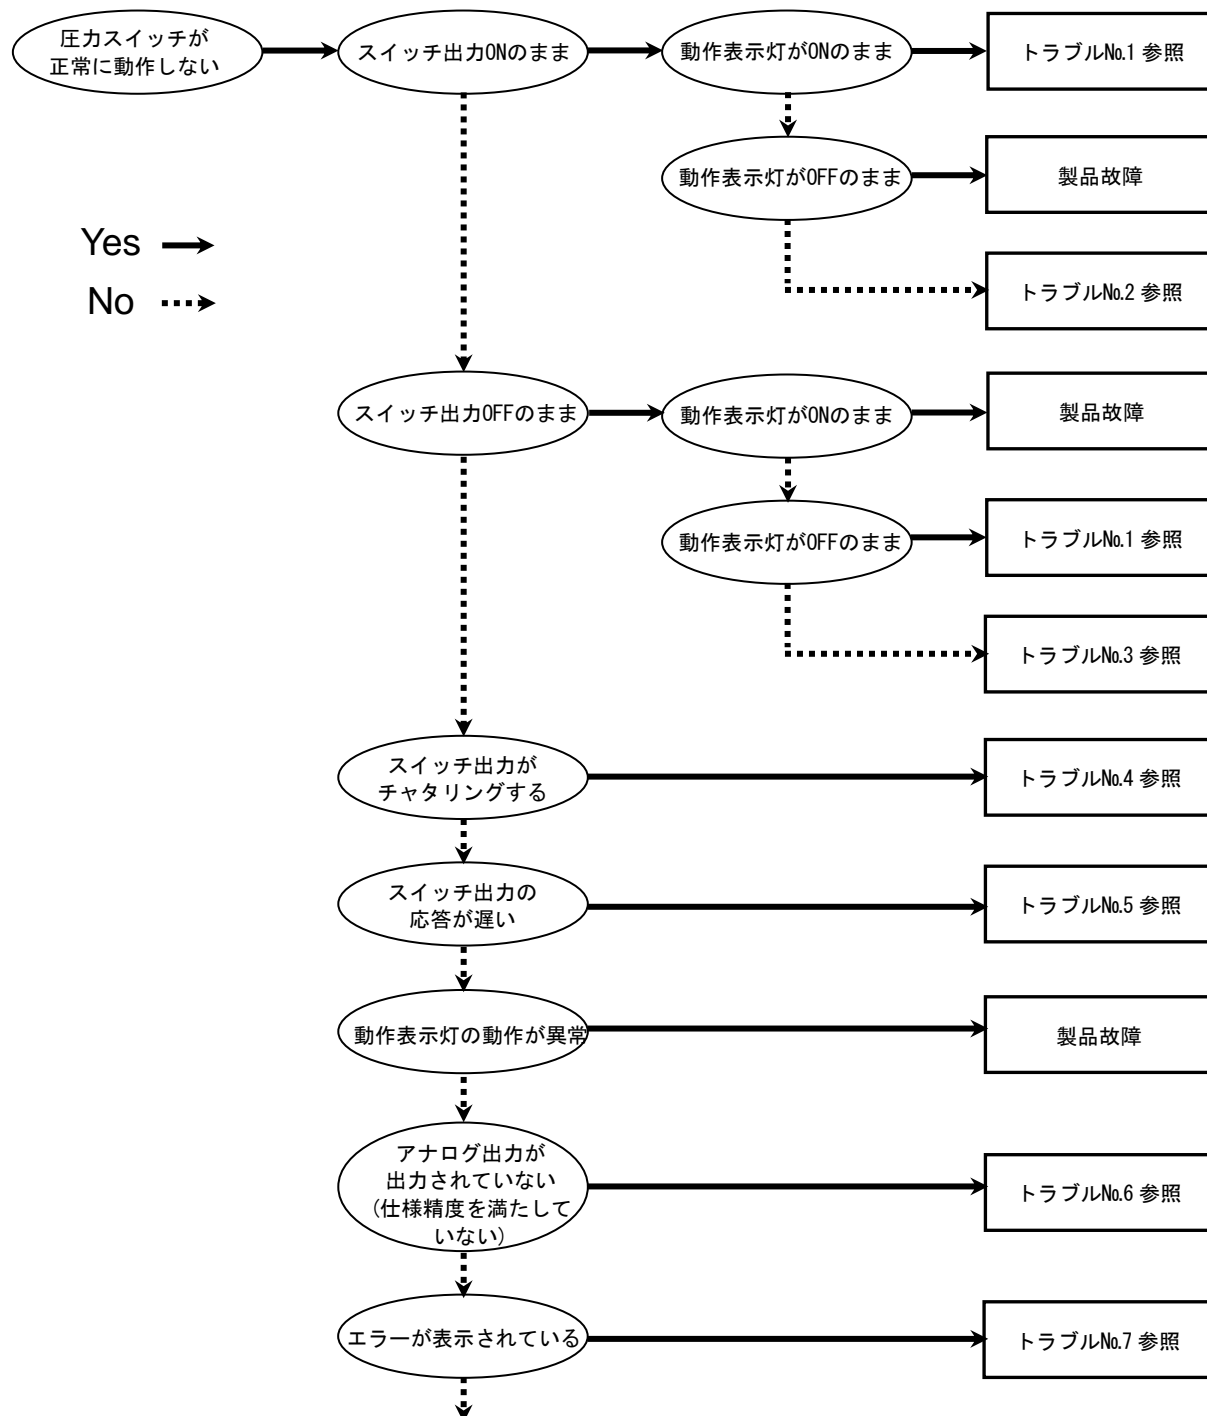 圧力スイッチが
正常に動作しない
スイッチ出力ONのまま
動作表示灯がONのまま
トラブル№1 参照
動作表示灯がOFFのまま
製品故障
Yes
No
トラブル№2 参照
スイッチ出力OFFのまま
動作表示灯がONのまま
製品故障
動作表示灯がOFFのまま
トラブル№1 参照
トラブル№3 参照
スイッチ出力が
チャタリングする
トラブル№4 参照
スイッチ出力の
応答が遅い
トラブル№5 参照
動作表示灯の動作が異常
製品故障
アナログ出力が
出力されていない
(仕様精度を満たして
いない)
トラブル№6 参照
エラーが表示されている
トラブル№7 参照